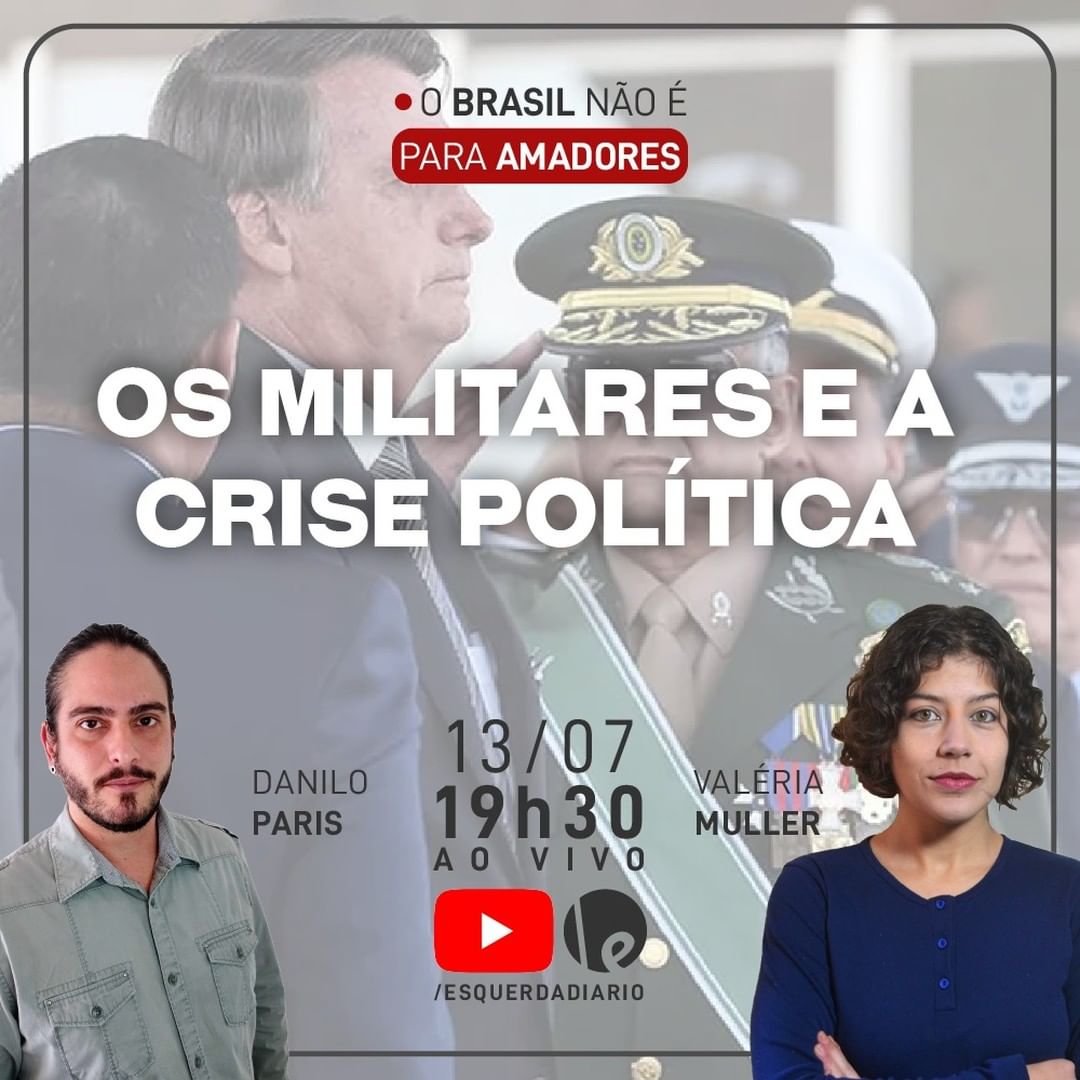 O BRASIL NÃO É
PARA AMADORES
OS MILITARES E A
CRISE POLÍTICA
DANILO
PARIS
13/07
19h30
AO VIVO
VALÉRIA
MULLER
/ESQUERDADIARIO